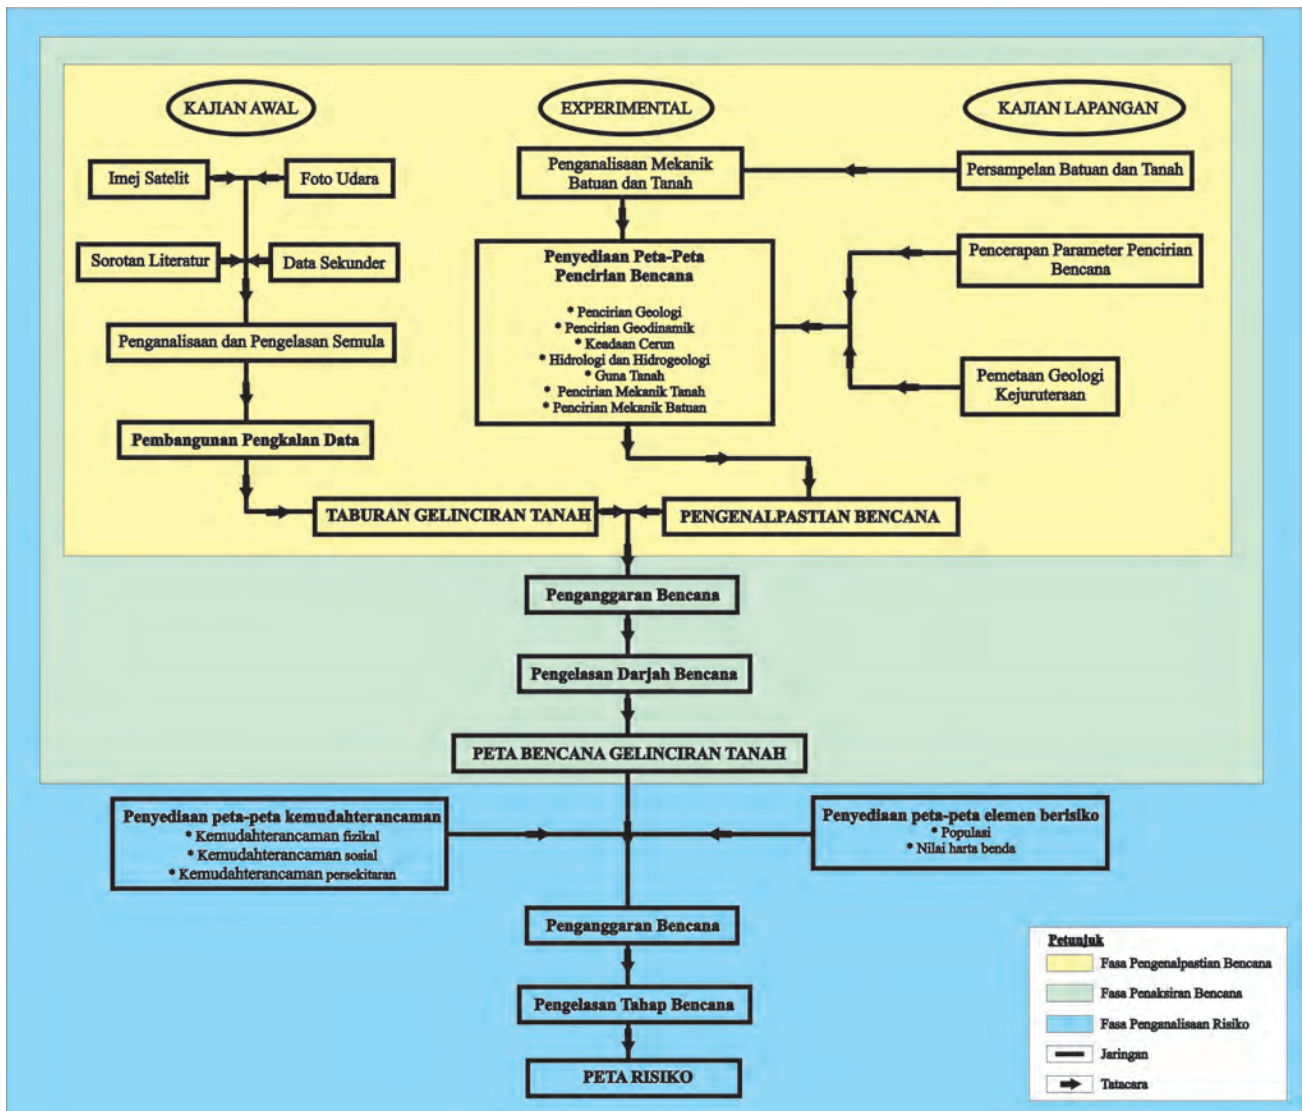 KAJIAN AWAL
EXPERIMENTAL
KAJIAN LAPANGAN
Imej Satelit
Foto Udara
Penganalisaan Mekanik
Batuan dan Tanah
Persampelan Batuan dan Tanah
Sorotan Literatur
Data Sekunder
Penyediaan Peta-Peta
Pencirian Bencana
* Pencirian Geologi
* Pencirian Geodinamik
* Keadaan Cerun
* Hidrologi dan Hidrogeologi
* Guna Tanah
* Pencirian Mekanik Tanah
* Pencirian Mekanik Batuan
Pencerapan Parameter Pencirian
Bencana
Penganalisaan dan Pengelasan Semula
Pemetaan Geologi
Kejuruteraan
Pembangunan Pengkalan Data
TABURAN GELINCIRAN TANAH
PENGENALPASTIAN BENCANA
Penganggaran Bencana
Pengelasan Darjah Bencana
PETA BENCANA GELINCIRAN TANAH
Penyediaan peta-peta kemudahterancaman
* Kemudahterancaman fizikal
* Kemudahterancaman sosial
* Kemudahterancaman persekitaran
Penyediaan peta-peta elemen berisiko
* Populasi
* Nilai harta benda
Penganggaran Bencana
Pengelasan Tahap Bencana
PETA RISIKO
Petunjuk
Fasa Pengenalpastian Bencana
Fasa Penaksiran Bencana
Fasa Penganalisaan Risiko
Jaringan
Tatacara